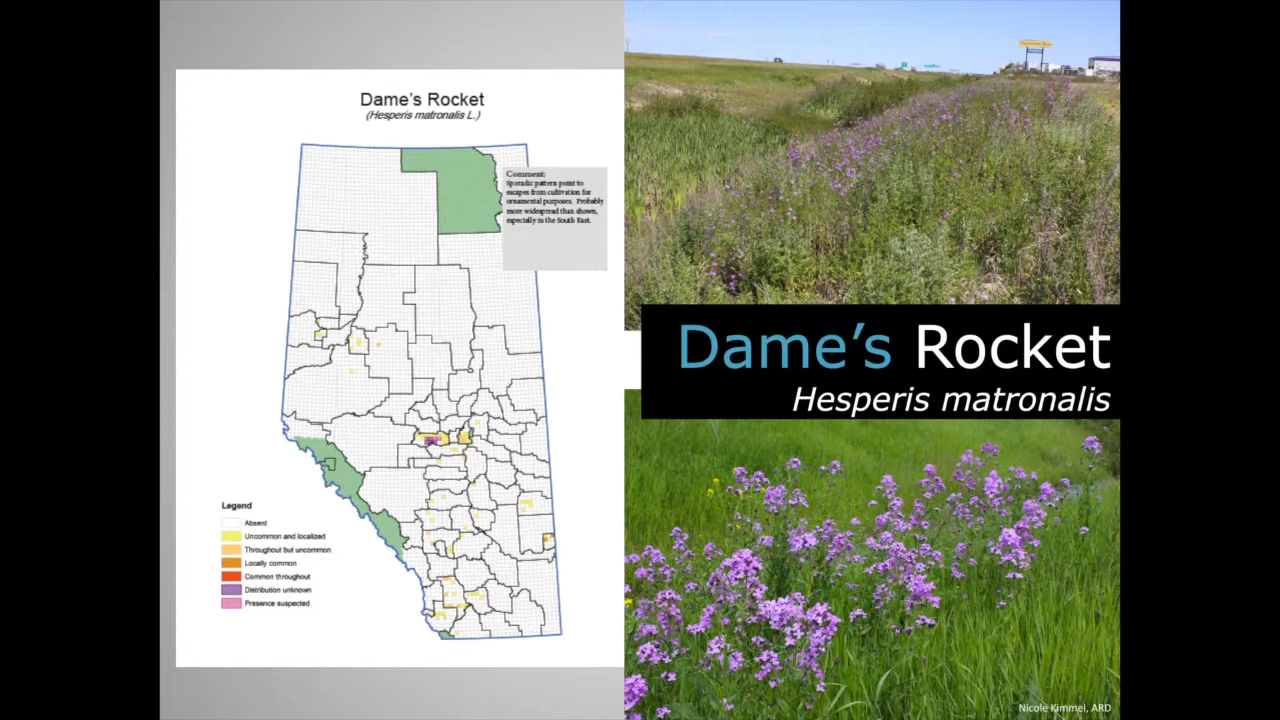 Dame's Rocket
(Hesperis matronalis L.)
Comment:
Sporadic pattern point to
escapes from cultivation for
ornamental purposes. Probably
more widespread than shown,
especially in the South East.
Legend
Absent
Uncommon and localized
Throughout but uncommon
Locally common
Common throughout
Distribution unknown
Presence suspected
Dame’s Rocket
Hesperis matronalis
Nicole Kimmel, ARD